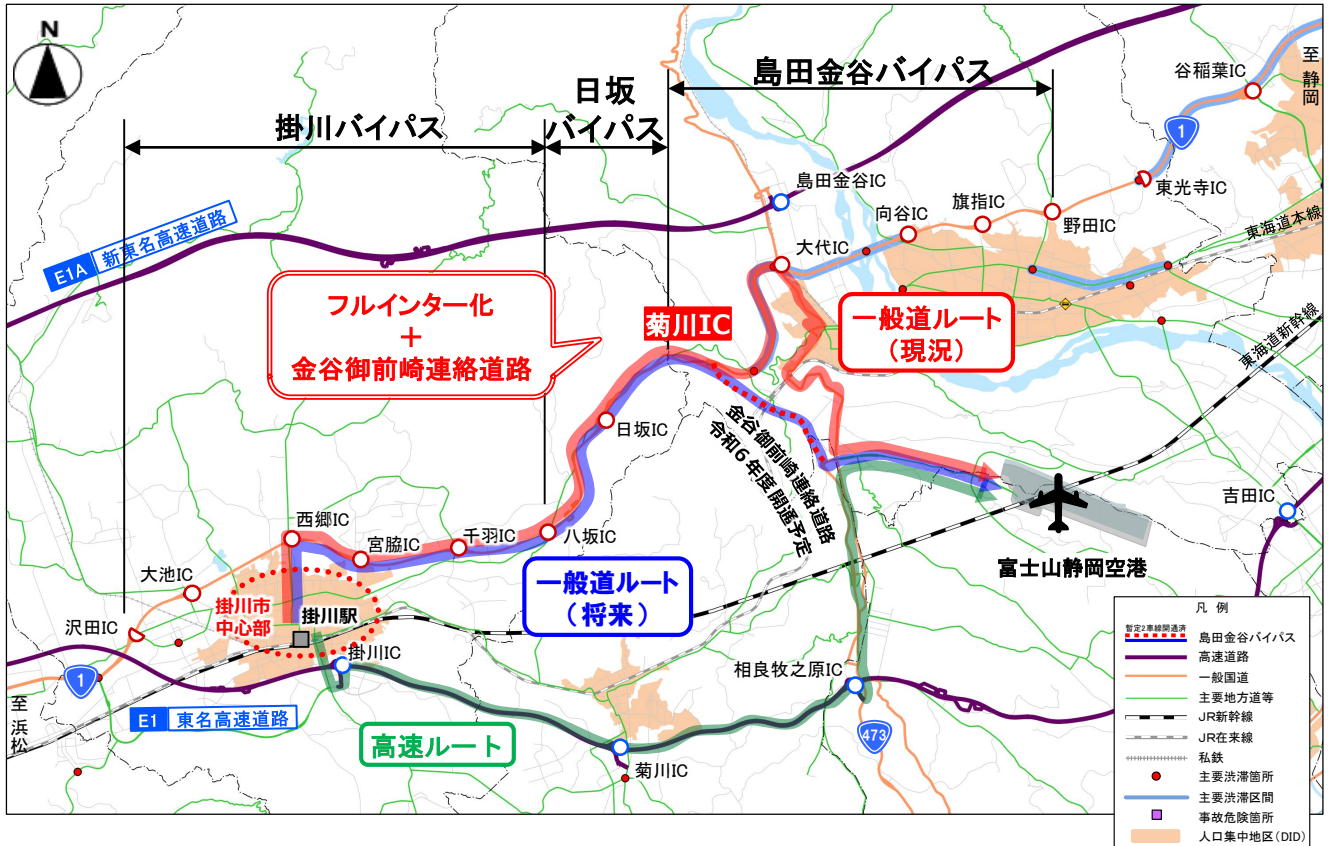 N
掛川バイパス
日坂
バイパス
島田金谷バイパス
谷稲葉IC
至静岡
1
東光寺IC
島田金谷IC
向谷IC
旗指IC
野田IC
大代IC
東海道本線
E1A 新東名高速道路
フルインター化
＋
金谷御前崎連絡道路
菊川IC
一般道ルート
（現況）
東海道新幹線
日坂IC
金谷御前崎連絡道路
令和6年度開通予定
吉田IC
西郷IC
宮脇IC
千羽IC
八坂IC
富士山静岡空港
大池IC
一般道ルート
（将来）
掛川市
中心部
掛川駅
沢田IC
掛川IC
相良牧之原IC
1
至浜松
E1 東名高速道路
高速ルート
473
菊川IC
凡例
暫定2車線開通済
島田金谷バイパス
高速道路
一般国道
主要地方道等
JR新幹線
JR在来線
私鉄
主要渋滞箇所
主要渋滞区間
事故危険箇所
人口集中地区（DID）